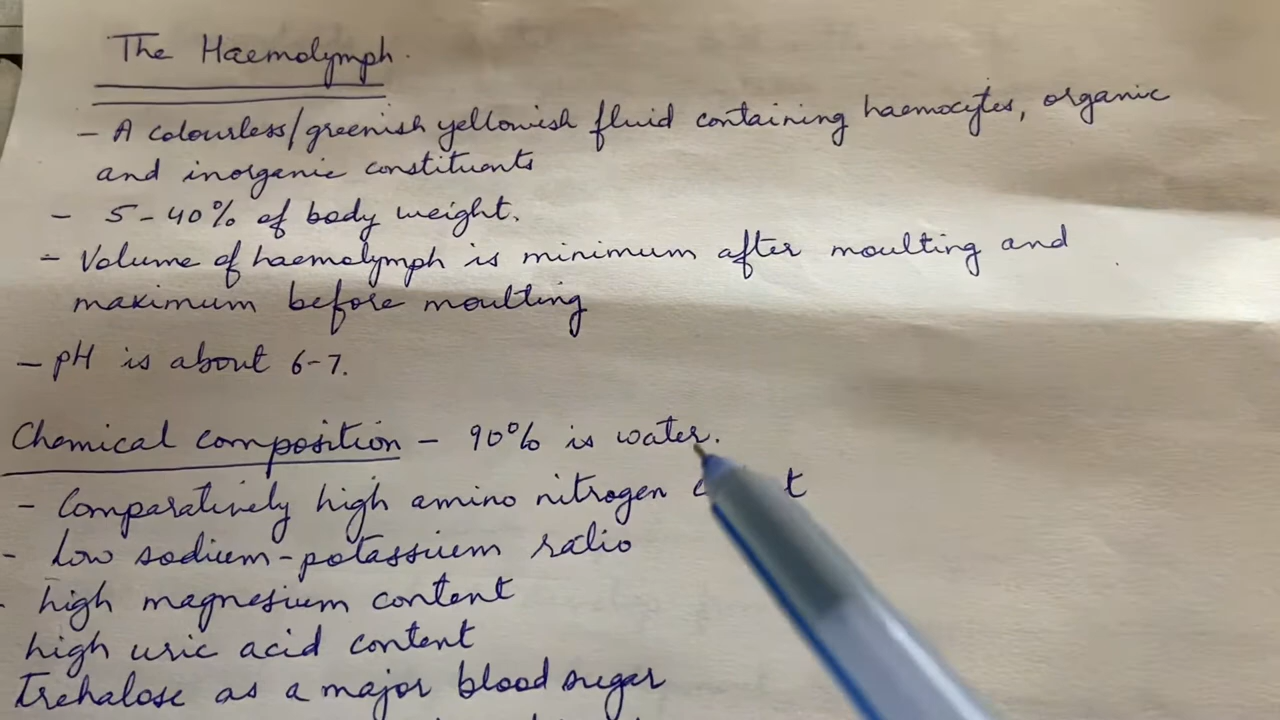 The Haemolymph.
- A colourless/greenish yellowish fluid containing haemocytes, organic
and inorganic constituents
- 5-40% of body weight.
- Volume of haemolymph is minimum after moulting and
maximum before moulting
- pH is about 6-7.
Chemical composition - 90% is water.
- Comparatively high amino nitrogen
- Low sodium-potassium ratio
- high magnesium content
high uric acid content
Trehalose as a major blood sugar